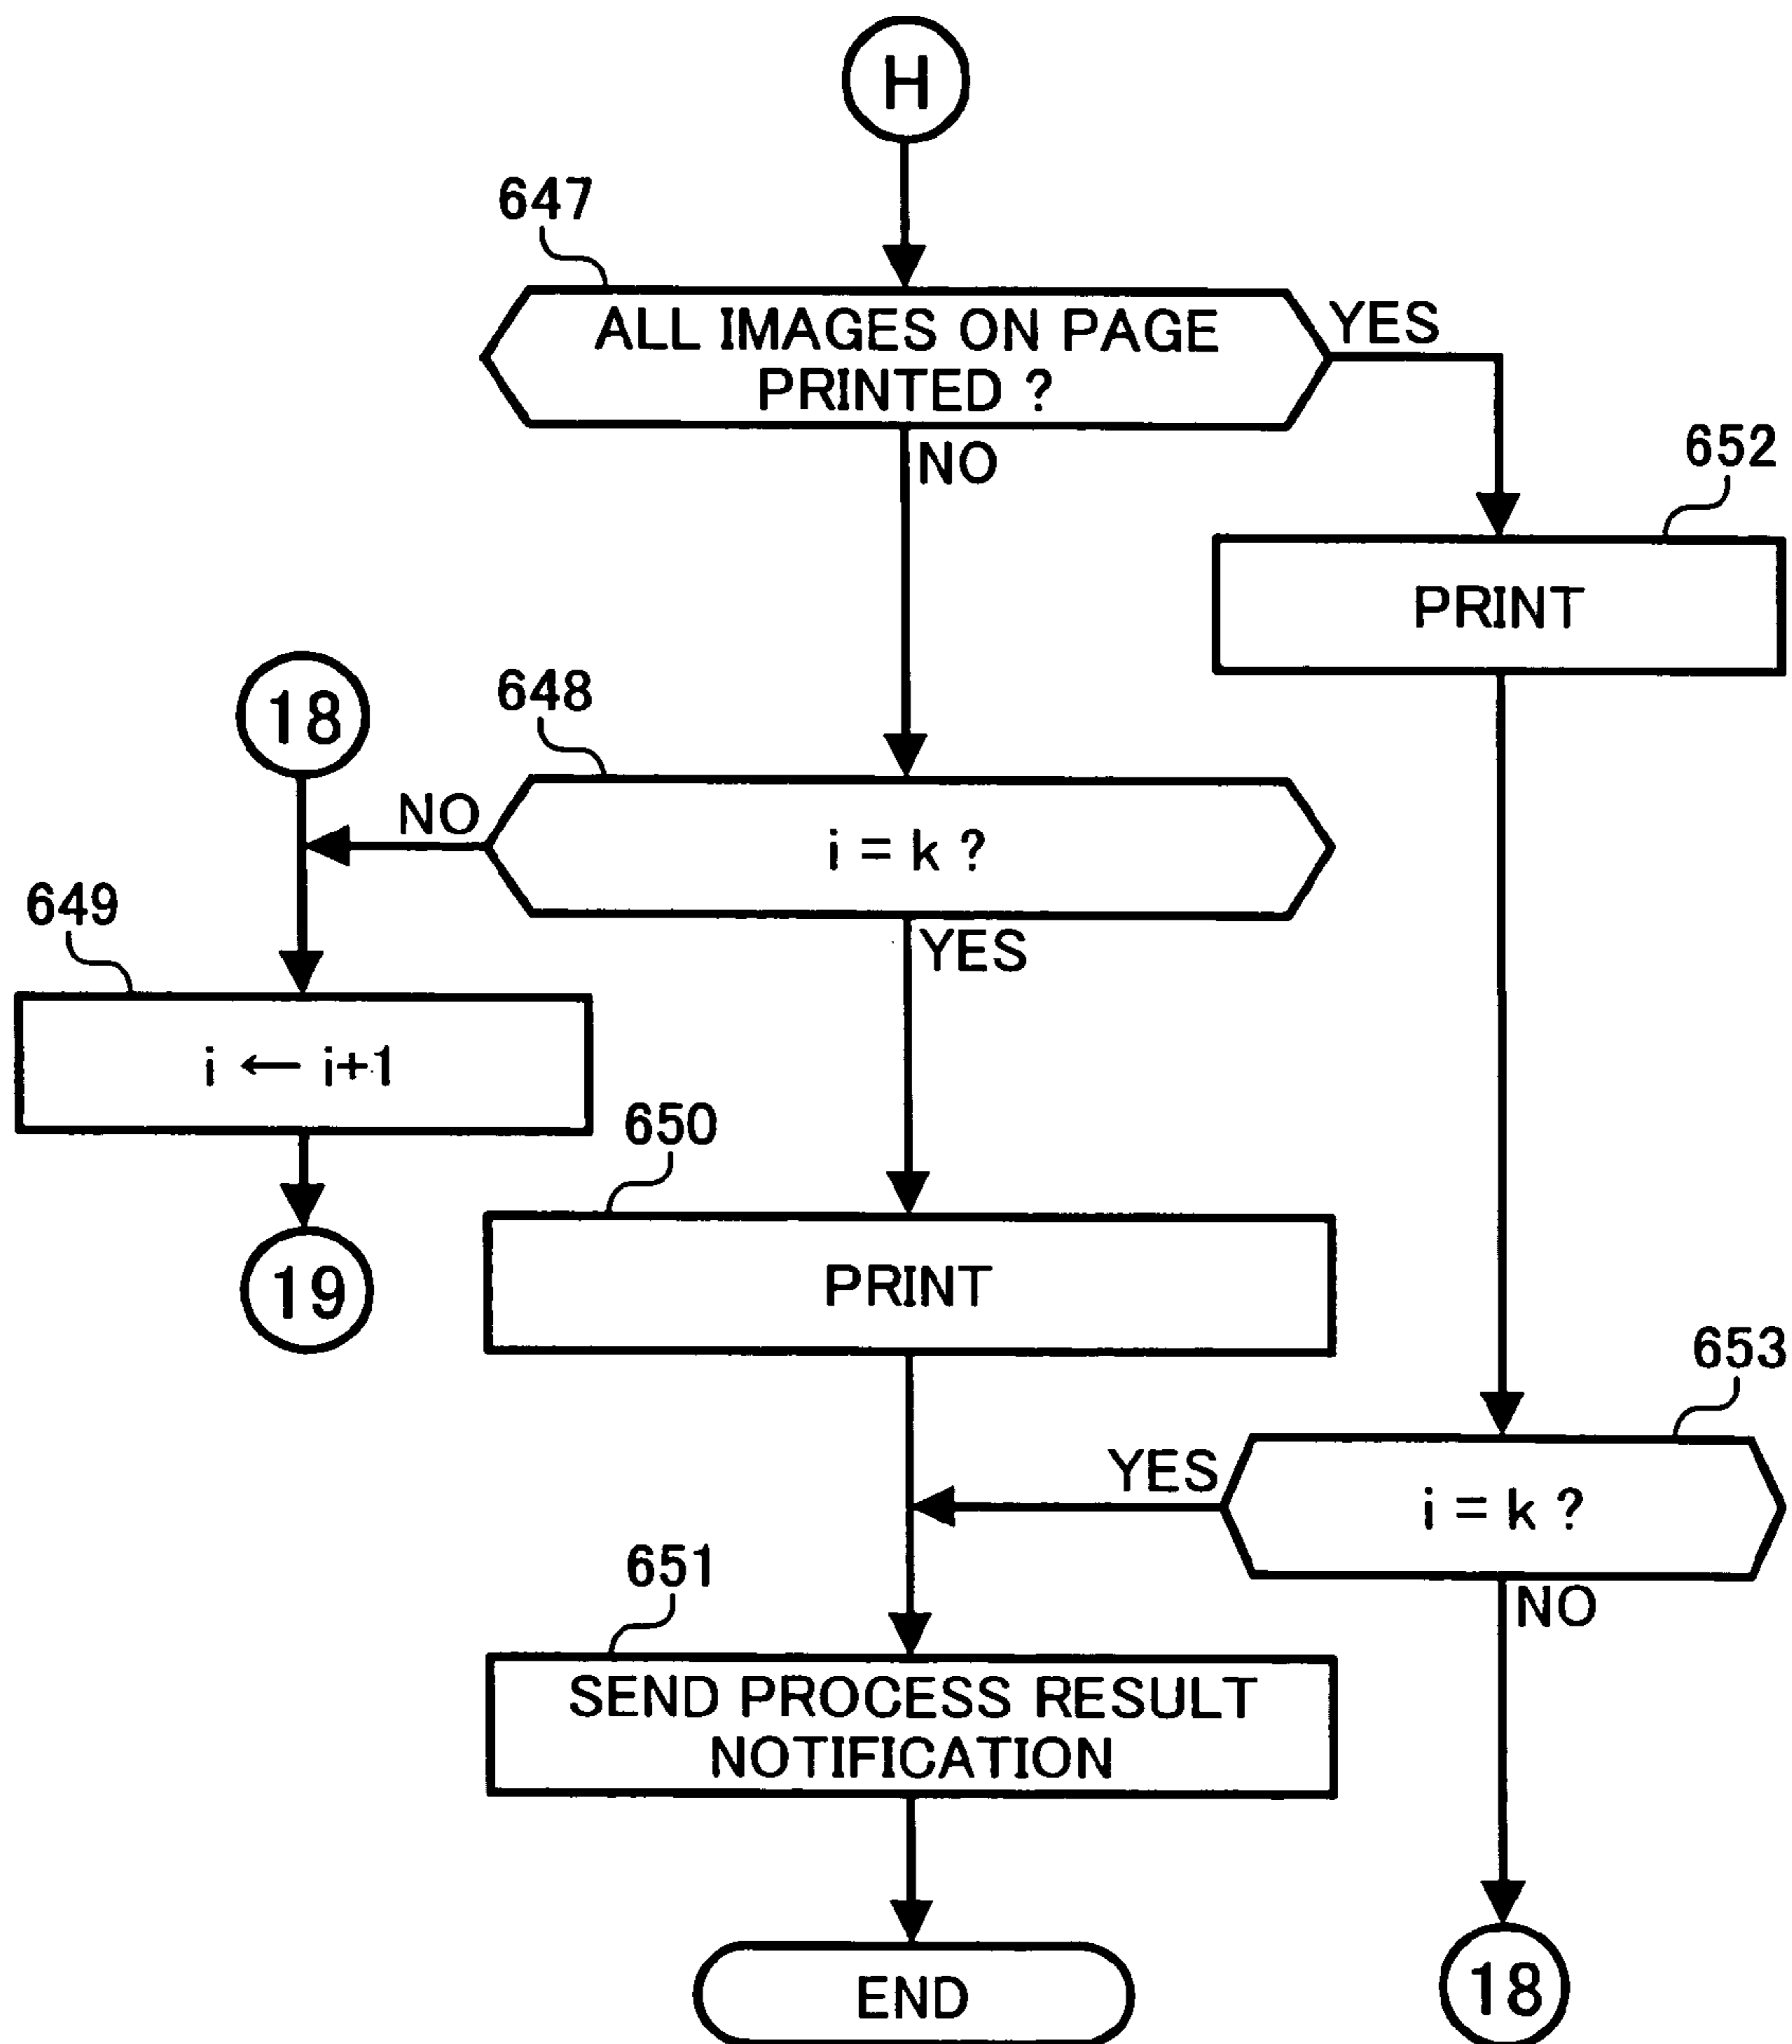 H
647
ALL IMAGES ON PAGE
PRINTED ?
YES
NO
652
PRINT
18
648
NO
i = k ?
YES
649
i ← i+1
650
19
PRINT
653
YES
i = k ?
NO
651
SEND PROCESS RESULT
NOTIFICATION
END
18